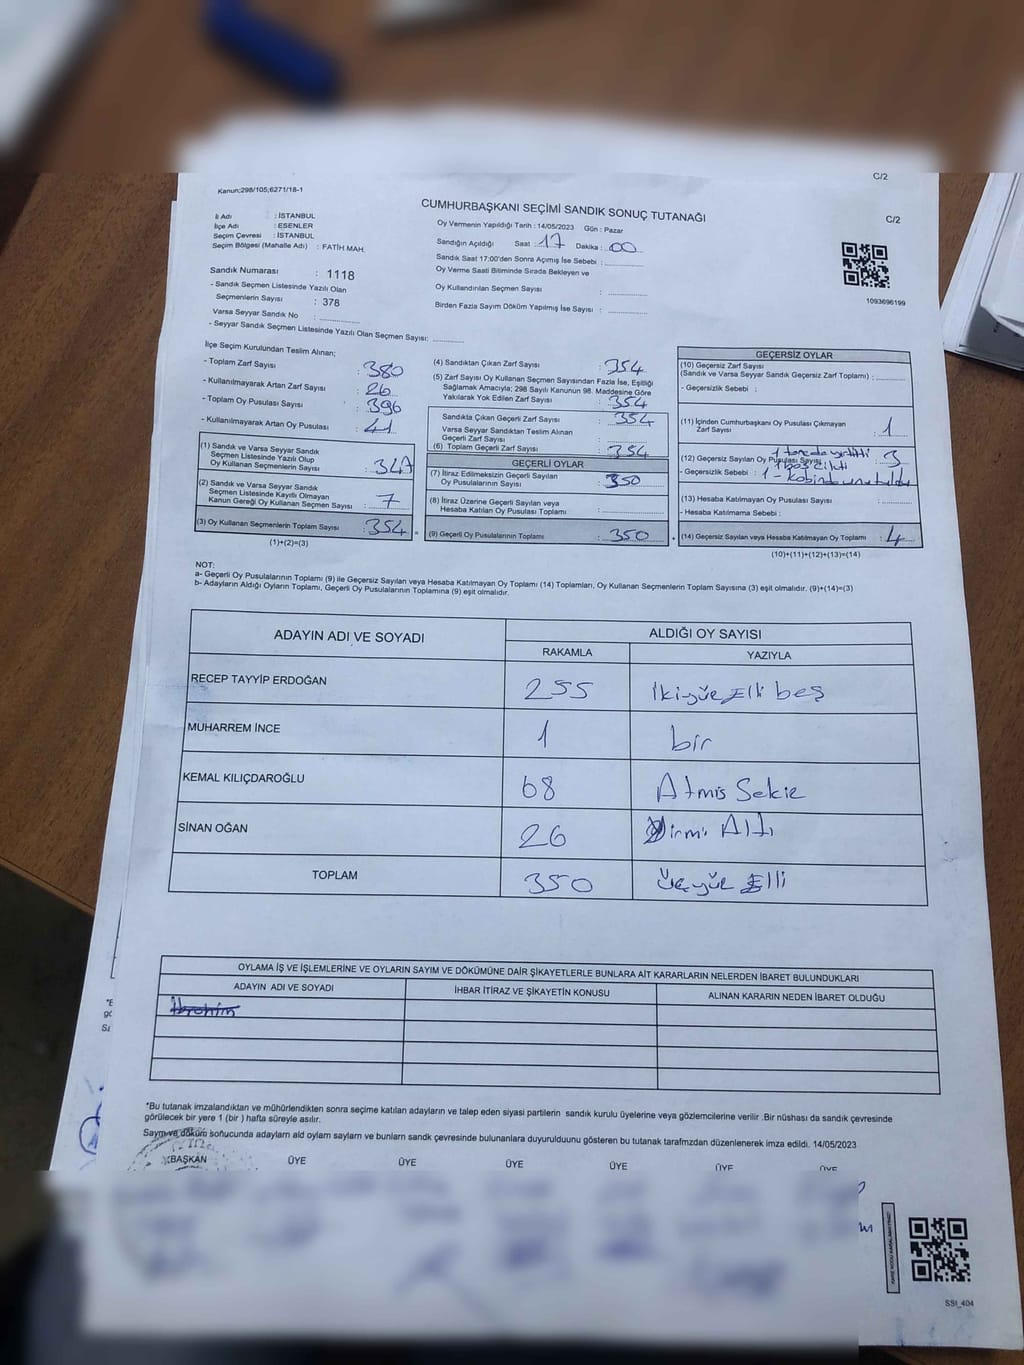 C/2
Kanun;298/105;6271/18-1
CUMHURBAŞKANI SEÇİMİ SANDIK SONUÇ TUTANAĞI
C/2
İl Adı : İSTANBUL
İlçe Adı : ESENLER
Seçim Çevresi : İSTANBUL
Seçim Bölgesi (Mahalle Adı) : FATİH MAH.
Oy Vermenin Yapıldığı Tarih : 14/05/2023 Gün : Pazar
Sandığın Açıldığı Saat : 17 Dakika : 00
Sandık Saat 17:00'den Sonra Açımış İse Sebebi :
Oy Verme Saati Bitiminde Sırada Bekleyen ve
Oy Kullandırılan Seçmen Sayısı :
Birden Fazla Sayım Döküm Yapılmış İse Sayısı :
1093696199
Sandık Numarası : 1118
- Sandık Seçmen Listesinde Yazılı Olan
Seçmenlerin Sayısı : 378
Varsa Seyyar Sandık No :
- Seyyar Sandık Seçmen Listesinde Yazılı Olan Seçmen Sayısı:
İlçe Seçim Kurulundan Teslim Alınan;
- Toplam Zarf Sayısı : 380
- Kullanılmayarak Artan Zarf Sayısı : 26
- Toplam Oy Pusulası Sayısı : 396
- Kullanılmayarak Artan Oy Pusulası : 41
(1) Sandık ve Varsa Seyyar Sandık
Seçmen Listesinde Yazılı Olup
Oy Kullanan Seçmenlerin Sayısı : 347
(2) Sandık ve Varsa Seyyar Sandık
Seçmen Listesinde Kayıtlı Olmayan
Kanun Gereği Oy Kullanan Seçmen Sayısı : 7
(3) Oy Kullanan Seçmenlerin Toplam Sayısı : 354
(1)+(2)=(3)
(4) Sandıktan Çıkan Zarf Sayısı : 354
(5) Zarf Sayısı Oy Kullanan Seçmen Sayısından Fazla İse, Eşitliği
Sağlamak Amacıyla; 298 Sayılı Kanunun 98. Maddesine Göre
Yakılarak Yok Edilen Zarf Sayısı : 354
Sandıkta Çıkan Geçerli Zarf Sayısı : 354
Varsa Seyyar Sandıktan Teslim Alınan
Geçerli Zarf Sayısı :
(6) Toplam Geçerli Zarf Sayısı : 354
GEÇERLİ OYLAR
(7) İtiraz Edilmeksizin Geçerli Sayılan
Oy Pusulası Sayısı : 350
(8) İtiraz Üzerine Geçerli Sayılan veya
Hesaba Katılan Oy Pusulası Toplamı :
= (9) Geçerli Oy Pusulalarının Toplamı : 350 +
GEÇERSİZ OYLAR
(10) Geçersiz Zarf Sayısı
(Sandık ve Varsa Seyyar Sandık Geçersiz Zarf Toplamı) :
- Geçersizlik Sebebi :
(11) İçinden Cumhurbaşkanı Oy Pusulası Çıkmayan
Zarf Sayısı : 1
1 tanede yırtıldı
(12) Geçersiz Sayılan Oy Pusulası Sayısı : 3
- Geçersizlik Sebebi : 1 - kabinde unutuldu
(13) Hesaba Katılmayan Oy Pusulası Sayısı :
- Hesaba Katılmama Sebebi :
(14) Geçersiz Sayılan veya Hesaba Katılmayan Oy Toplamı : 4
(10)+(11)+(12)+(13)=(14)
NOT:
a- Geçerli Oy Pusulalarının Toplamı (9) ile Geçersiz Sayılan veya Hesaba Katılmayan Oy Toplamı (14) Toplamları, Oy Kullanan Seçmenlerin Toplam Sayısına (3) eşit olmalıdır. (9)+(14)=(3)
b- Adayların Aldığı Oyların Toplamı, Geçerli Oy Pusulalarının Toplamına (9) eşit olmalıdır.
ADAYIN ADI VE SOYADI ALDIĞI OY SAYISI
RAKAMLA YAZIYLA
RECEP TAYYİP ERDOĞAN 255 İkiyüz Elli beş
MUHARREM İNCE 1 bir
KEMAL KILIÇDAROĞLU 68 Atmış Sekiz
SİNAN OĞAN 26 Yirmi Altı
TOPLAM 350 Üçyüz Elli
OYLAMA İŞ VE İŞLEMLERİNE VE OYLARIN SAYIM VE DÖKÜMÜNE DAİR ŞİKAYETLERLE BUNLARA AİT KARARLARIN NELERDEN İBARET BULUNDUKLARI
ADAYIN ADI VE SOYADI İHBAR İTİRAZ VE ŞİKAYETİN KONUSU ALINAN KARARIN NEDEN İBARET OLDUĞU
İbrahim
*Bu tutanak imzalandıktan ve mühürlendikten sonra seçime katılan adayların ve talep eden siyasi partilerin sandık kurulu üyelerine veya gözlemcilerine verilir .Bir nüshası da sandık çevresinde
görülecek bir yere 1 (bir ) hafta süreyle asılır.
Sayım ve döküm sonucunda adayların ald oylam sayların ve bunların sandk çevresinde bulunanlara duyurulduunu gösteren bu tutanak tarafmzdan düzenlenerek imza edildi. 14/05/2023
BAŞKAN ÜYE ÜYE ÜYE ÜYE ÜYE ÜYE
SSI_404